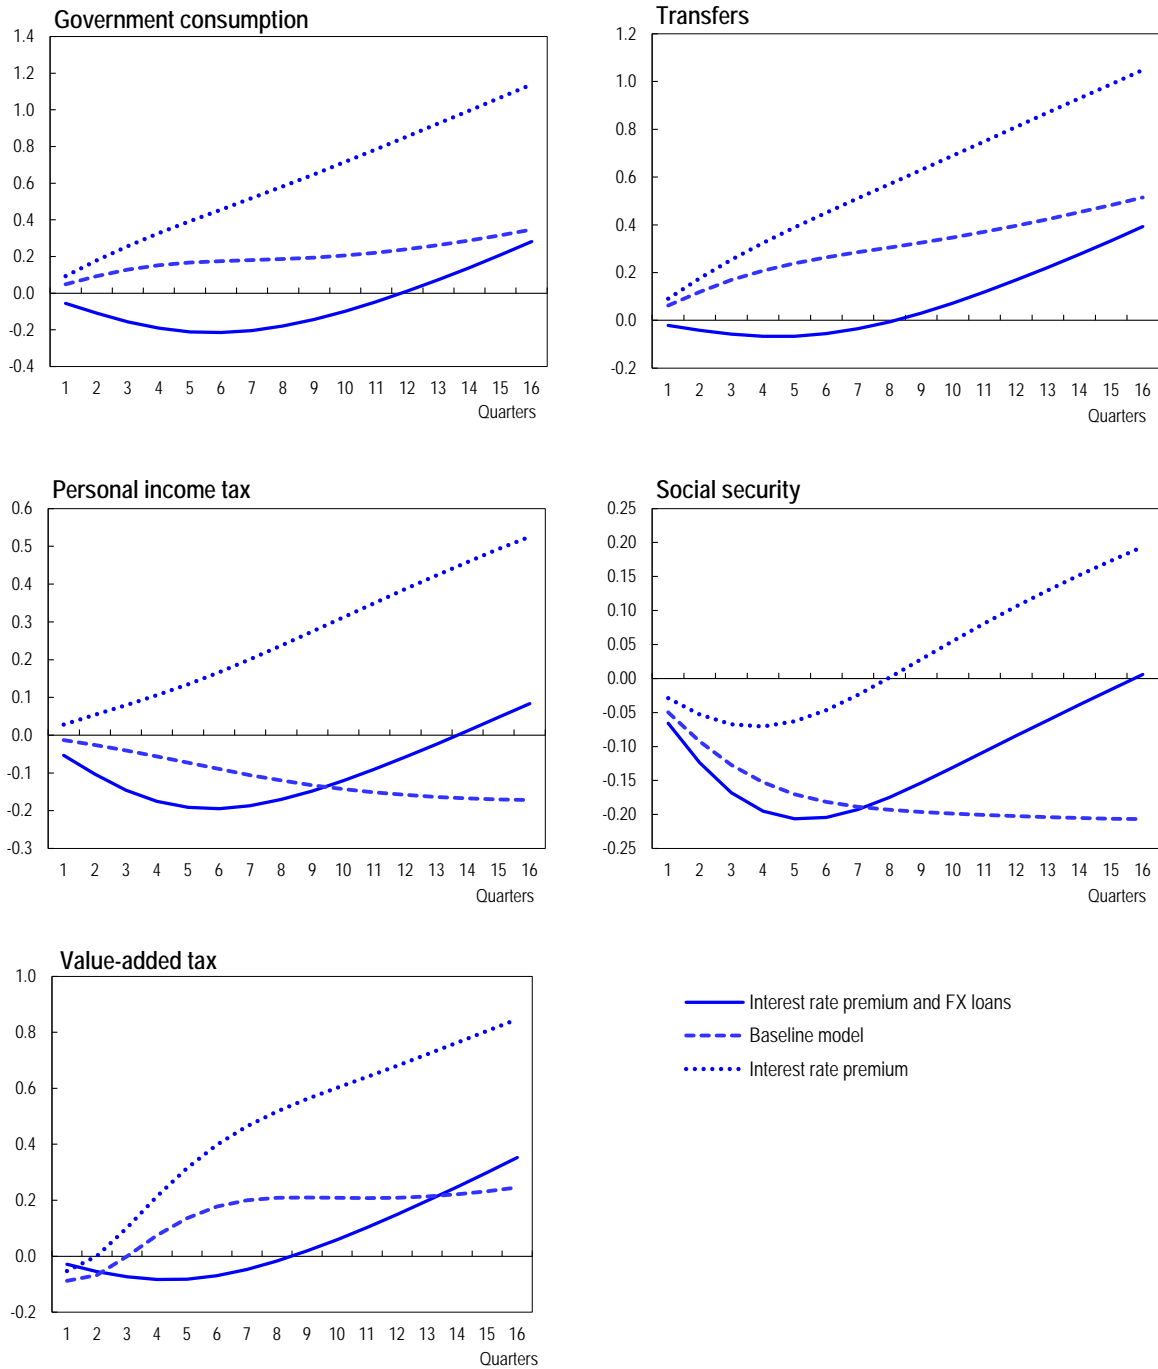 Government consumption
1.4
1.2
1.0
0.8
0.6
0.4
0.2
0.0
-0.2
-0.4
1 2 3 4 5 6 7 8 9 10 11 12 13 14 15 16
Quarters
Transfers
1.2
1.0
0.8
0.6
0.4
0.2
0.0
-0.2
1 2 3 4 5 6 7 8 9 10 11 12 13 14 15 16
Quarters
Personal income tax
0.6
0.5
0.4
0.3
0.2
0.1
0.0
-0.1
-0.2
-0.3
1 2 3 4 5 6 7 8 9 10 11 12 13 14 15 16
Quarters
Social security
0.25
0.20
0.15
0.10
0.05
0.00
-0.05
-0.10
-0.15
-0.20
-0.25
1 2 3 4 5 6 7 8 9 10 11 12 13 14 15 16
Quarters
Value-added tax
1.0
0.8
0.6
0.4
0.2
0.0
-0.2
1 2 3 4 5 6 7 8 9 10 11 12 13 14 15 16
Quarters
Interest rate premium and FX loans
Baseline model
Interest rate premium